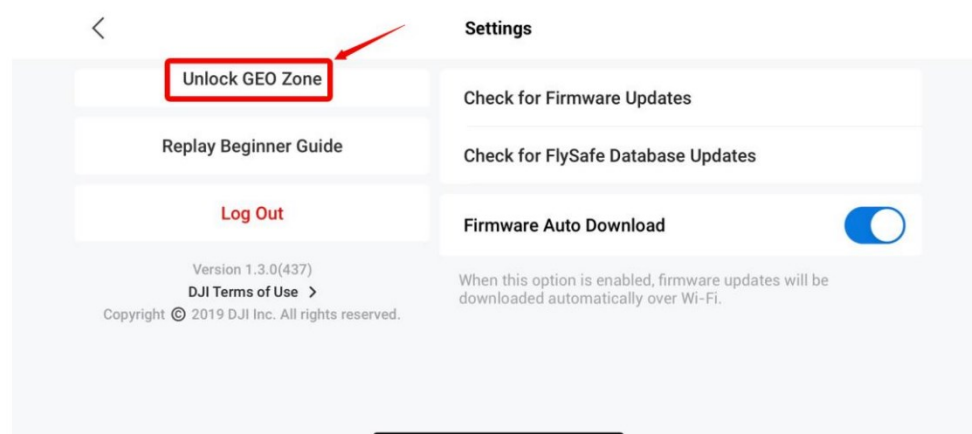 Settings
Unlock GEO Zone
Replay Beginner Guide
Log Out
Version 1.3.0(437)
DJI Terms of Use >
Copyright © 2019 DJI Inc. All rights reserved.
Check for Firmware Updates
Check for FlySafe Database Updates
Firmware Auto Download
When this option is enabled, firmware updates will be
downloaded automatically over Wi-Fi.